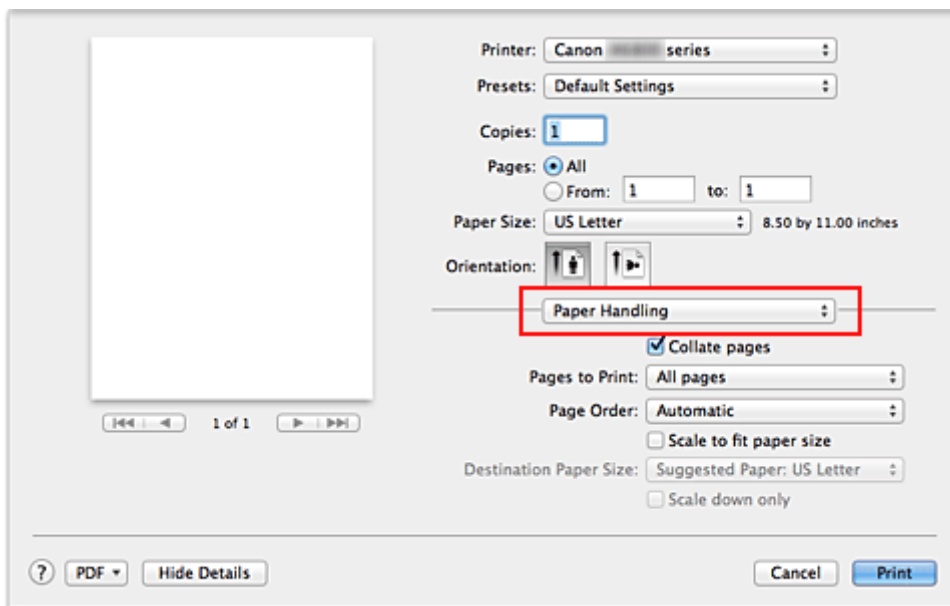 Printer: Canon series
Presets: Default Settings
Copies: 1
Pages: All
From: 1 to: 1
Paper Size: US Letter 8.50 by 11.00 inches
Orientation:
Paper Handling
Collate pages
Pages to Print: All pages
Page Order: Automatic
1 of 1
Scale to fit paper size
Destination Paper Size: Suggested Paper: US Letter
Scale down only
? PDF Hide Details Cancel Print